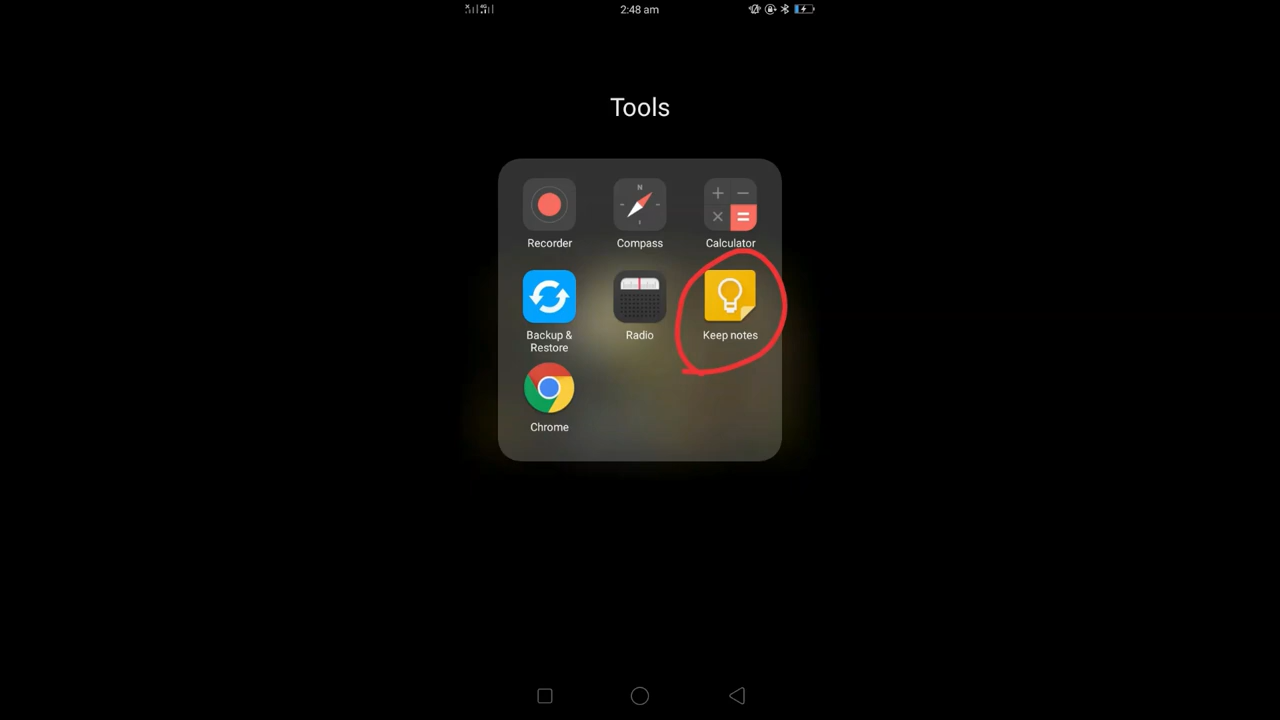 2:48 am
Tools
N
Recorder
Compass
Calculator
Backup &
Restore
Radio
Keep notes
Chrome